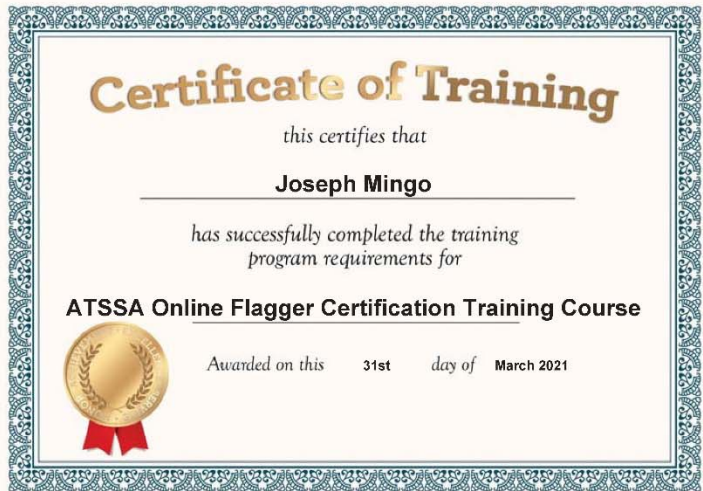 Certificate of Training
this certifies that
Joseph Mingo
has successfully completed the training
program requirements for
ATSSA Online Flagger Certification Training Course
Awarded on this 31st day of March 2021